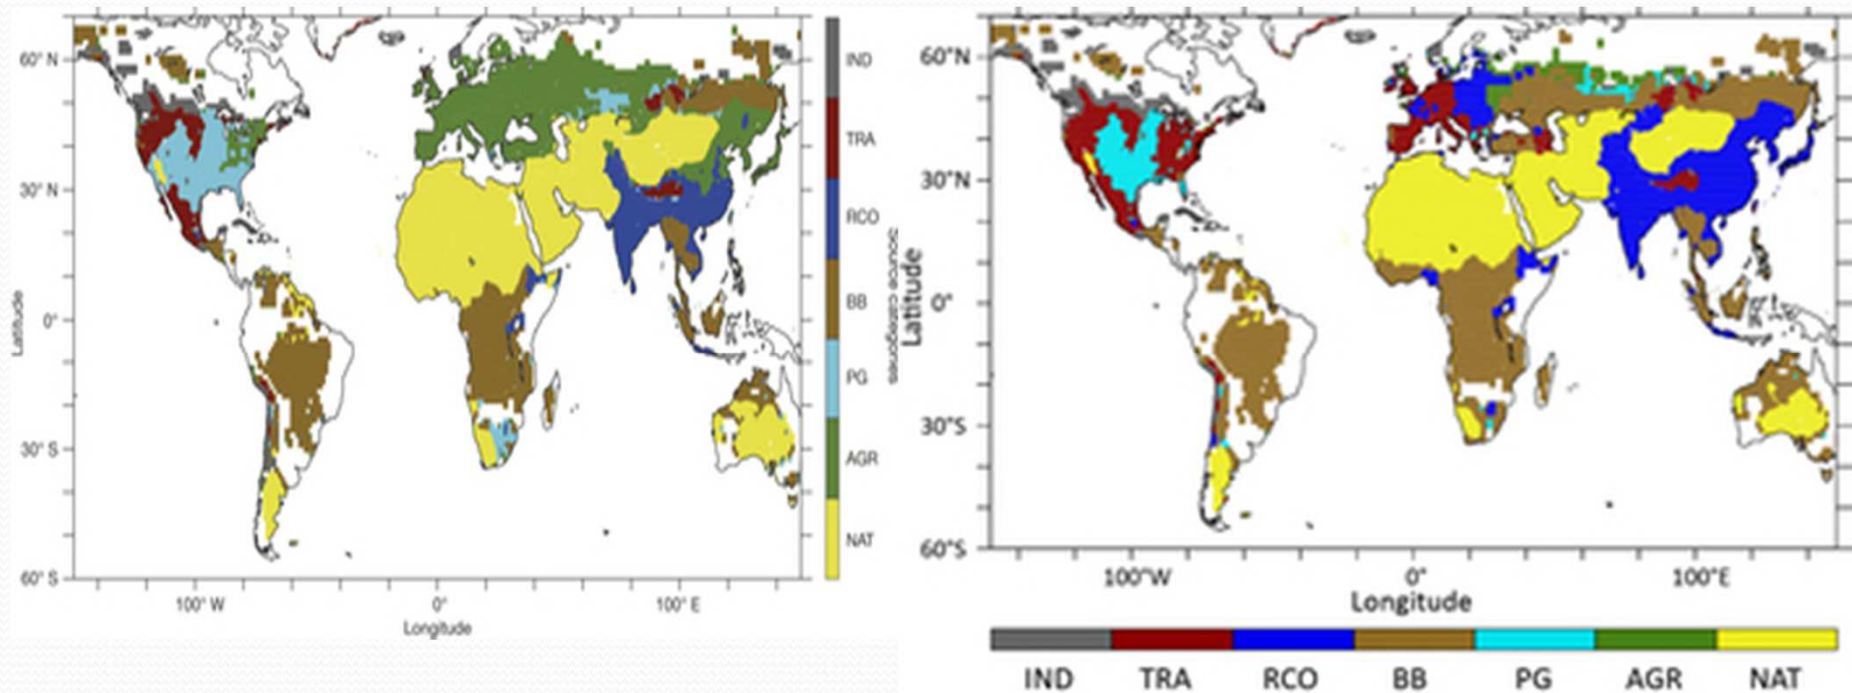 60° N
30° N
0°
30° S
60° S
Latitude
100° W
0°
100° E
Longitude
IND
TRA
RCO
BB
PG
AGR
NAT
source categories
60°N
30°N
0°
30°S
60°S
Latitude
100°W
0°
100°E
Longitude
IND TRA RCO BB PG AGR NAT